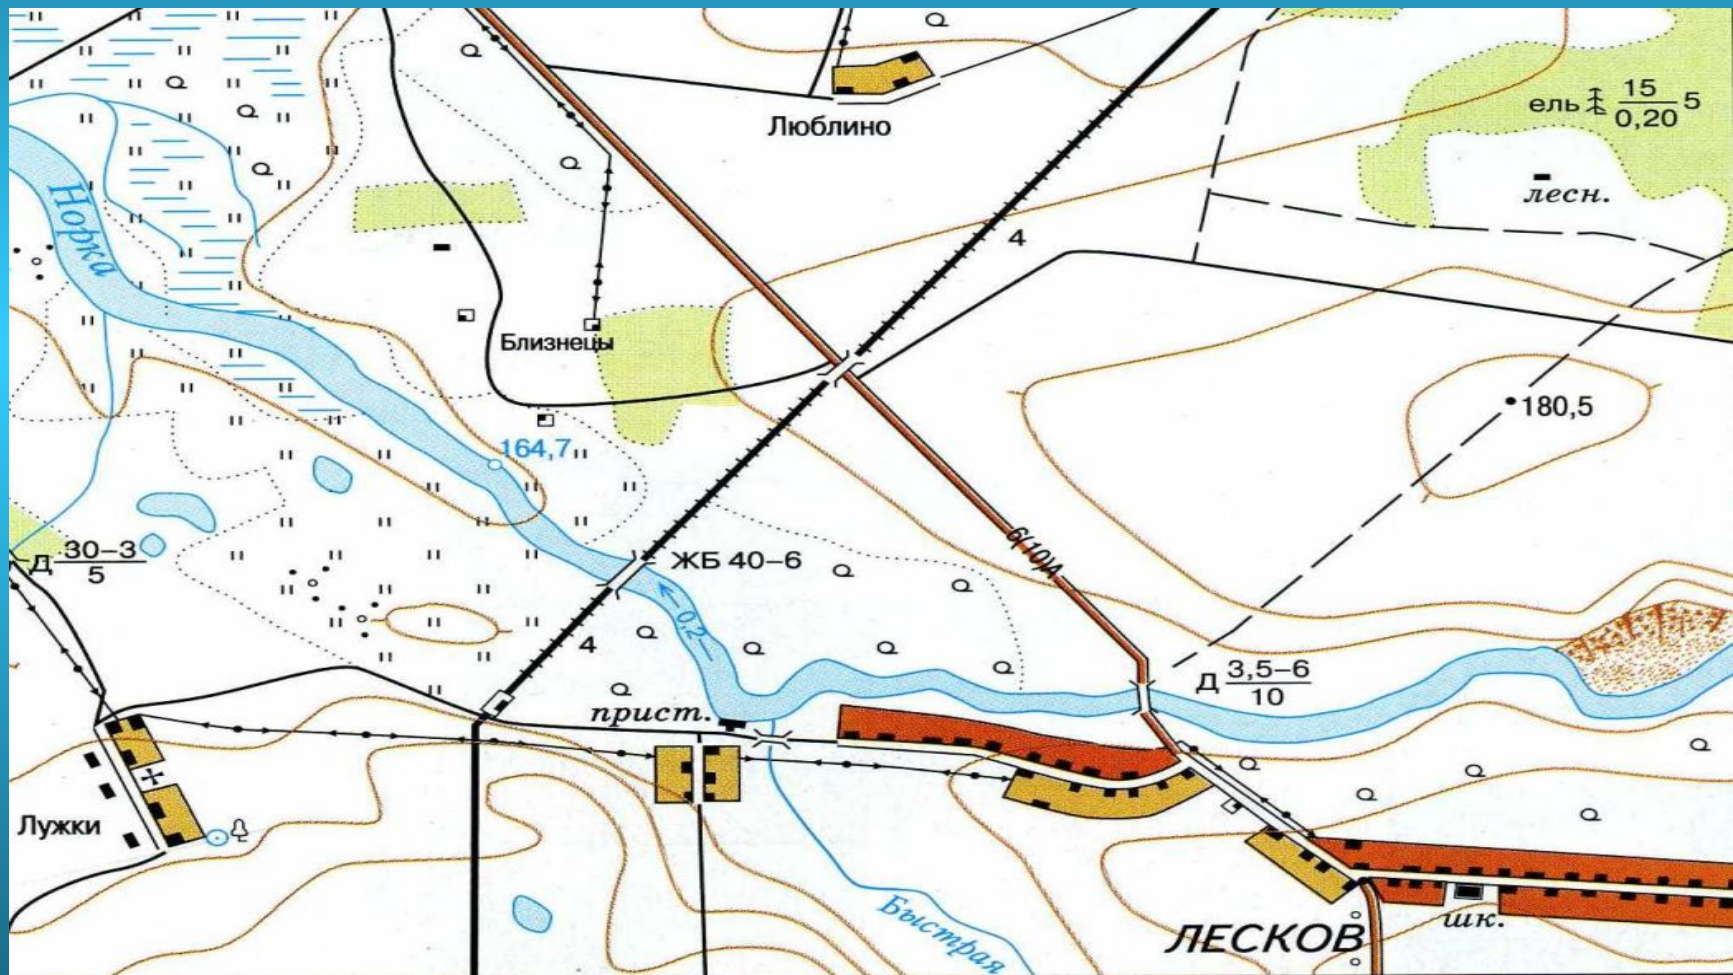 Люблино
ель 15 5
0,20
лесн.
Норка
4
Близнецы
180,5
164,7
6(10)А
Д 30-3
5
ЖБ 40-6
0,2
4
Д 3,5-6
10
прист.
Лужки
Быстрая
ЛЕСКОВ
шк.